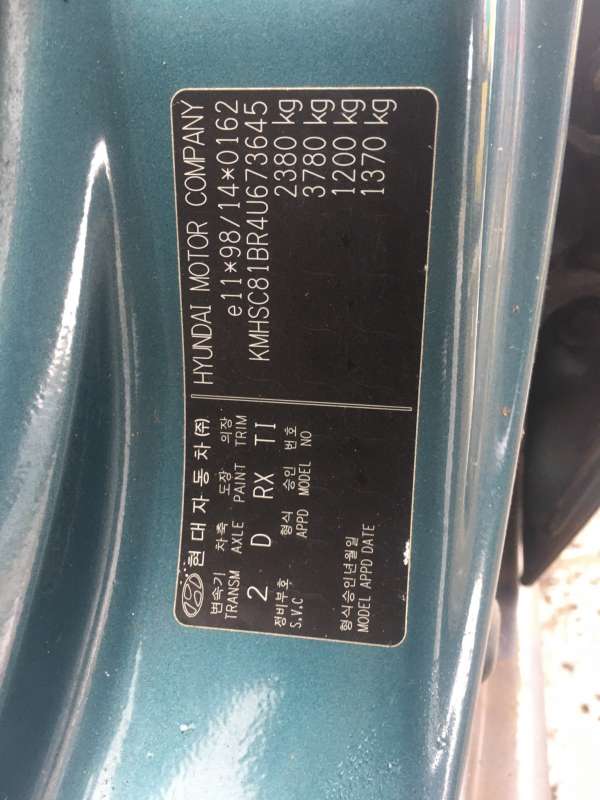 현대자동차(주) HYUNDAI MOTOR COMPANY
변속기 차축 도장 의장
TRANSM AXLE PAINT TRIM
e11*98/14*0162
2 D RX TI
KMHSC81BR4U673645
정비부호 형식 승인 번호
S.V.C APPD MODEL NO
2380 kg
3780 kg
1200 kg
1370 kg
형식승인년월일
MODEL APPD DATE